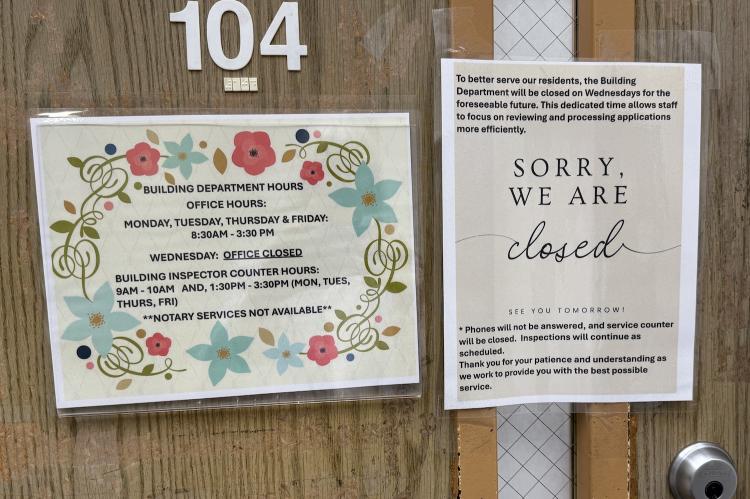 104
BUILDING DEPARTMENT HOURS
OFFICE HOURS:
MONDAY, TUESDAY, THURSDAY & FRIDAY:
8:30AM - 3:30 PM
WEDNESDAY: OFFICE CLOSED
BUILDING INSPECTOR COUNTER HOURS:
9AM - 10AM AND, 1:30PM - 3:30PM (MON, TUES,
THURS, FRI)
**NOTARY SERVICES NOT AVAILABLE**
To better serve our residents, the Building
Department will be closed on Wednesdays for the
foreseeable future. This dedicated time allows staff
to focus on reviewing and processing applications
more efficiently.
SORRY,
WE ARE
closed
SEE YOU TOMORROW!
* Phones will not be answered, and service counter
will be closed. Inspections will continue as
scheduled.
Thank you for your patience and understanding as
we work to provide you with the best possible
service.